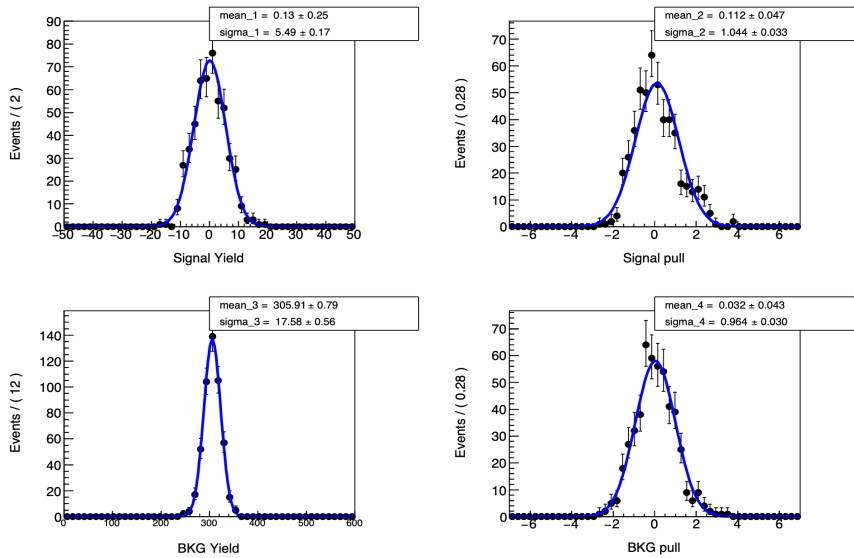 mean_1 = 0.13 ± 0.25
sigma_1 = 5.49 ± 0.17
Events / ( 2 )
90
80
70
60
50
40
30
20
10
0
−50 −40 −30 −20 −10 0 10 20 30 40 50
Signal Yield
mean_2 = 0.112 ± 0.047
sigma_2 = 1.044 ± 0.033
Events / ( 0.28 )
70
60
50
40
30
20
10
0
−6 −4 −2 0 2 4 6
Signal pull
mean_3 = 305.91 ± 0.79
sigma_3 = 17.58 ± 0.56
Events / ( 12 )
140
120
100
80
60
40
20
0
0 100 200 300 400 500 600
BKG Yield
mean_4 = 0.032 ± 0.043
sigma_4 = 0.964 ± 0.030
Events / ( 0.28 )
70
60
50
40
30
20
10
0
−6 −4 −2 0 2 4 6
BKG pull